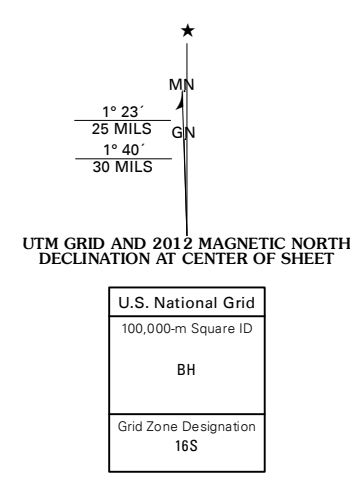 ★
MN
1° 23´
25 MILS
GN
1° 40´
30 MILS
UTM GRID AND 2012 MAGNETIC NORTH
DECLINATION AT CENTER OF SHEET
U.S. National Grid
100,000-m Square ID
BH
Grid Zone Designation
16S